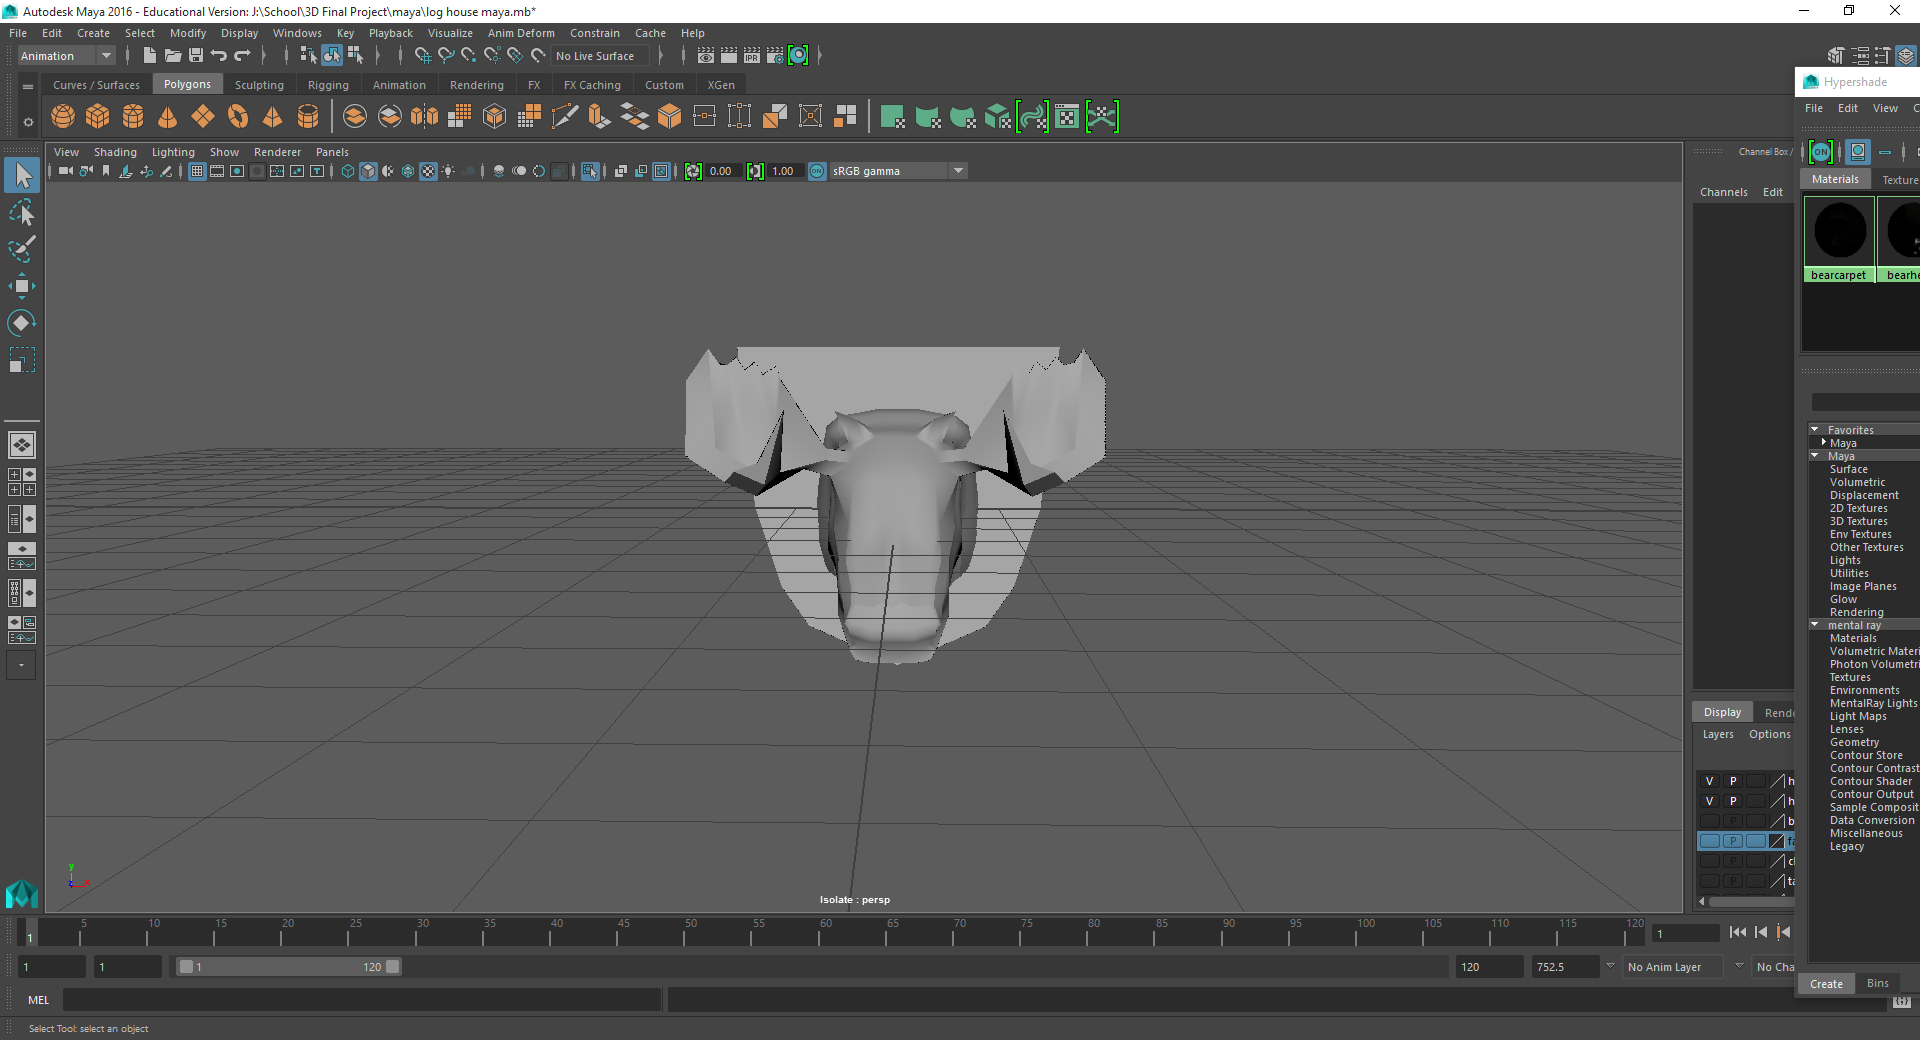 Autodesk Maya 2016 - Educational Version: J:\School\3D Final Project\maya\log house maya.mb*
File Edit Create Select Modify Display Windows Key Playback Visualize Anim Deform Constrain Cache Help
Animation No Live Surface IPR
Curves / Surfaces Polygons Sculpting Rigging Animation Rendering FX FX Caching Custom XGen
Hypershade
File Edit View C
View Shading Lighting Show Renderer Panels
Channel Box / ON
0.00 1.00 ON sRGB gamma
Materials Texture
Channels Edit
bearcarpet bearhe
Favorites
Maya
Maya
Surface
Volumetric
Displacement
2D Textures
3D Textures
Env Textures
Other Textures
Lights
Utilities
Image Planes
Glow
Rendering
mental ray
Materials
Volumetric Materi
Photon Volumetri
Textures
Environments
MentalRay Lights
Light Maps
Lenses
Geometry
Contour Store
Contour Contrast
Contour Shader
Contour Output
Sample Composit
Data Conversion
Miscellaneous
Legacy
Display Rende
Layers Options
V P h
V P h
P b
P fa
P cl
P ta
y
z x
Isolate : persp
1 5 10 15 20 25 30 35 40 45 50 55 60 65 70 75 80 85 90 95 100 105 110 115 120 1
1 1 1 120 120 752.5 No Anim Layer No Cha
Create Bins
MEL
Select Tool: select an object